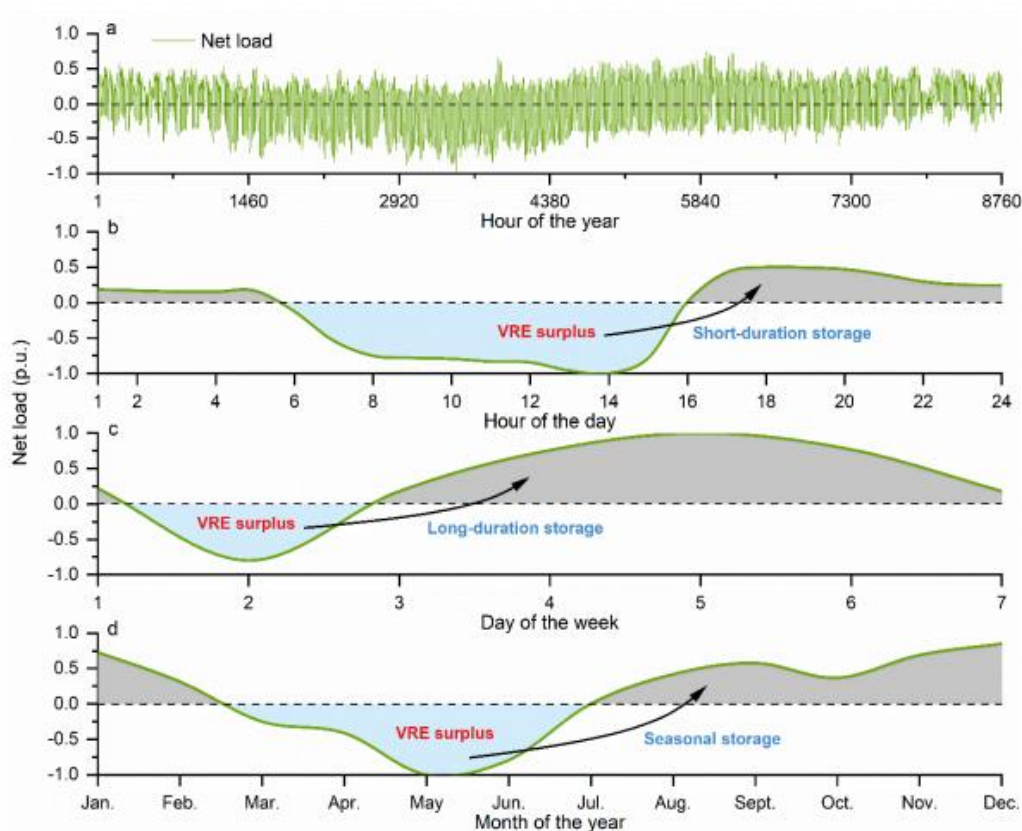 a
Net load
1.0
0.5
0.0
-0.5
-1.0
1 1460 2920 4380 5840 7300 8760
Hour of the year
b
1.0
0.5
0.0
-0.5
-1.0
VRE surplus
Short-duration storage
1 2 4 6 8 10 12 14 16 18 20 22 24
Hour of the day
Net load (p.u.)
c
1.0
0.5
0.0
-0.5
-1.0
VRE surplus
Long-duration storage
1 2 3 4 5 6 7
Day of the week
d
1.0
0.5
0.0
-0.5
-1.0
VRE surplus
Seasonal storage
Jan. Feb. Mar. Apr. May Jun. Jul. Aug. Sept. Oct. Nov. Dec.
Month of the year